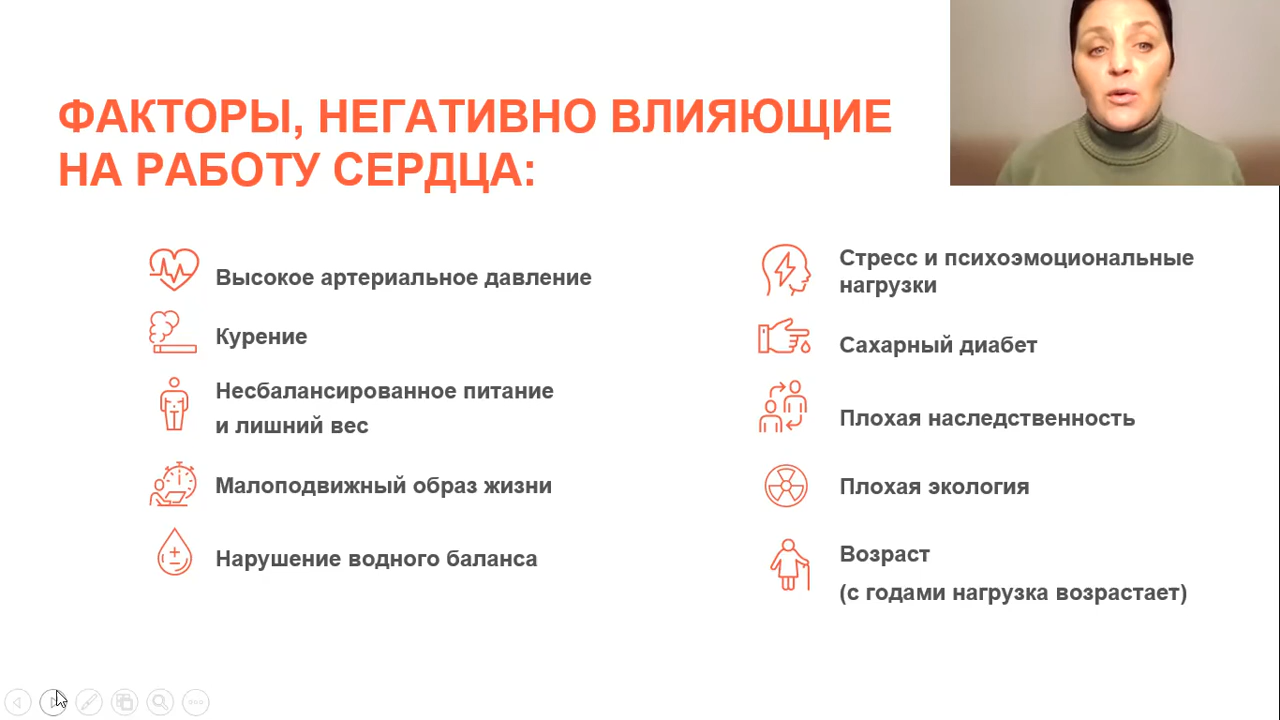 ФАКТОРЫ, НЕГАТИВНО ВЛИЯЮЩИЕ
НА РАБОТУ СЕРДЦА:
Высокое артериальное давление
Курение
Несбалансированное питание
и лишний вес
Малоподвижный образ жизни
Нарушение водного баланса
Стресс и психоэмоциональные
нагрузки
Сахарный диабет
Плохая наследственность
Плохая экология
Возраст
(с годами нагрузка возрастает)